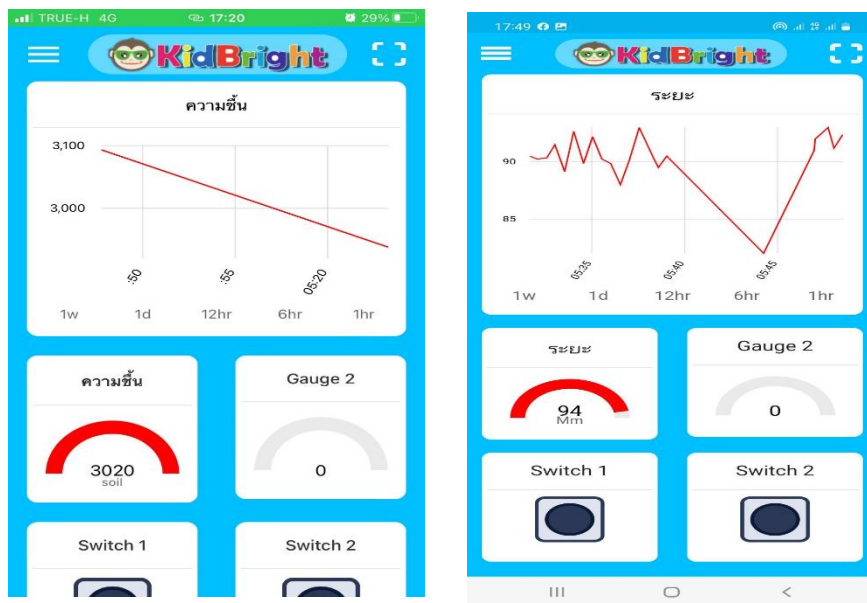 TRUE-H 4G 17:20 29%
KidBright
ความชื้น
3,100
3,000
:50
:55
05:20
1w 1d 12hr 6hr 1hr
ความชื้น
3020
soil
Gauge 2
0
Switch 1
Switch 2
17:49
KidBright
ระยะ
90
85
05:35
05:40
05:45
1w 1d 12hr 6hr 1hr
ระยะ
94
Mm
Gauge 2
0
Switch 1
Switch 2